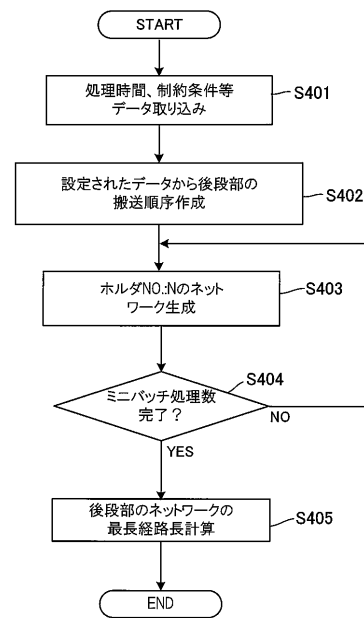 START
処理時間、制約条件等
データ取り込み
S401
設定されたデータから後段部の
搬送順序作成
S402
ホルダNO.:Nのネット
ワーク生成
S403
ミニバッチ処理数
完了？
S404
NO
YES
後段部のネットワークの
最長経路長計算
S405
END